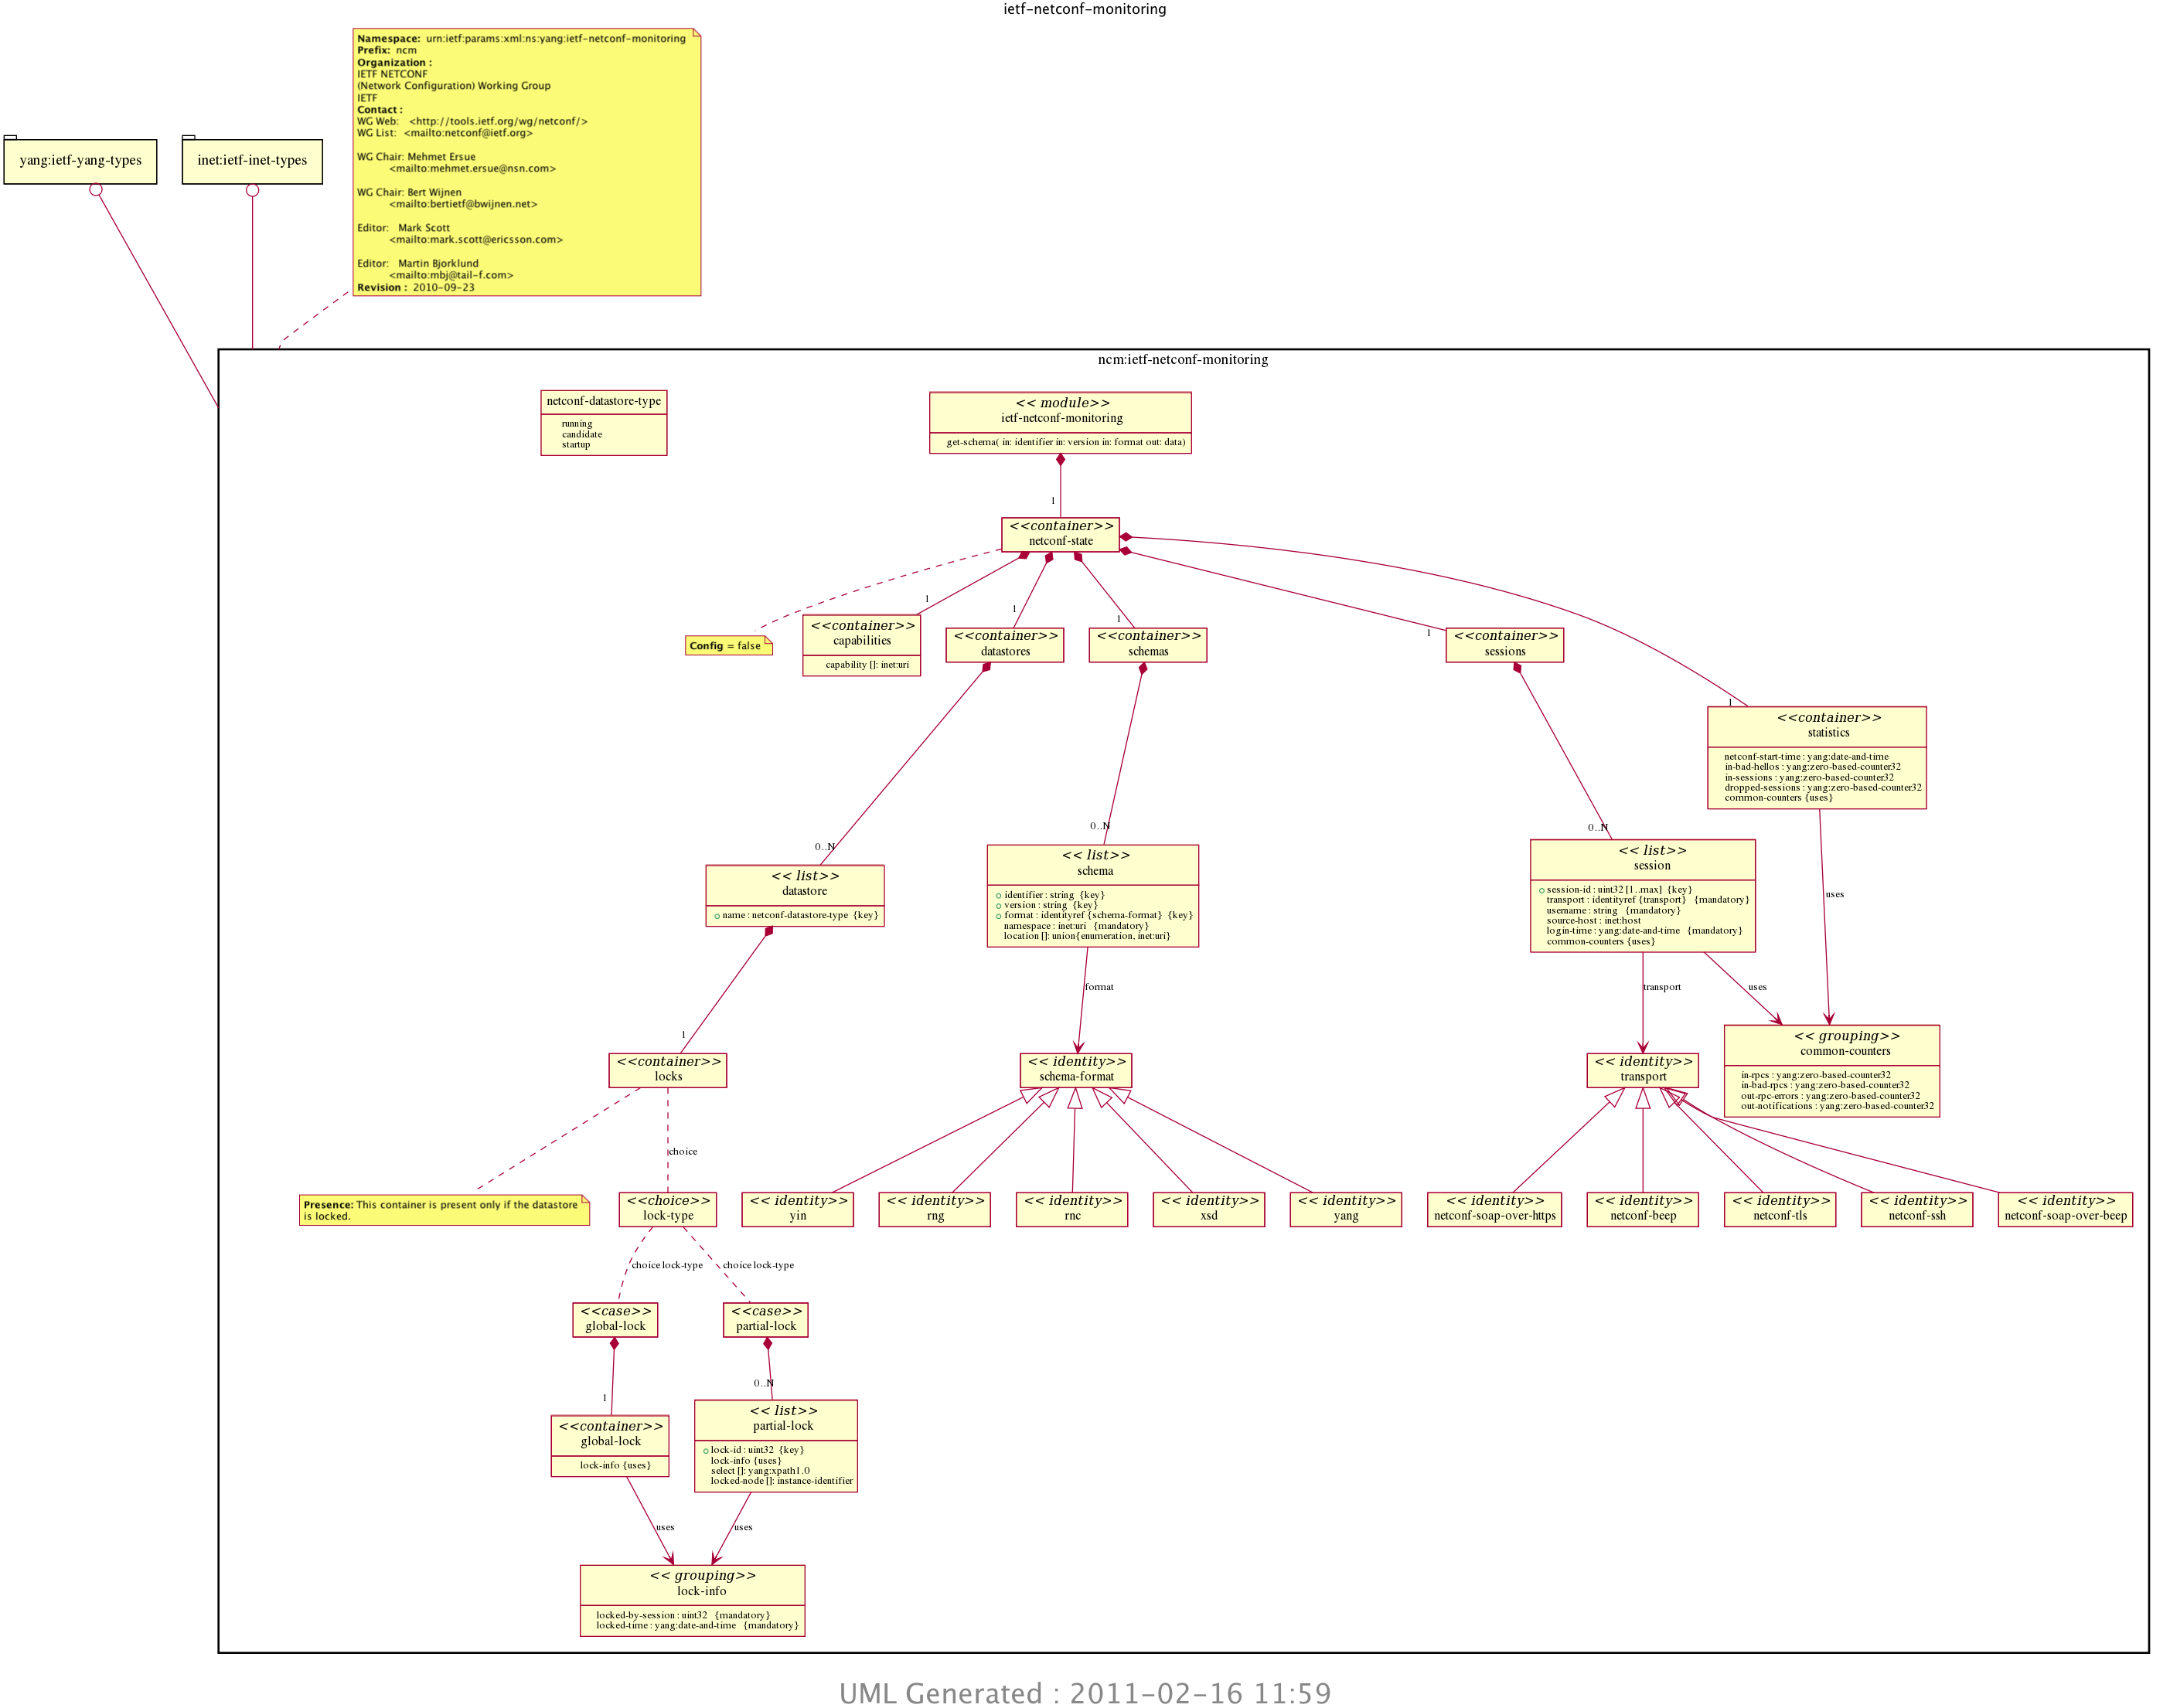 ietf-netconf-monitoring
Namespace: urn:ietf:params:xml:ns:yang:ietf-netconf-monitoring
Prefix: ncm
Organization :
IETF NETCONF
(Network Configuration) Working Group
IETF
Contact :
WG Web: <http://tools.ietf.org/wg/netconf/>
WG List: <mailto:netconf@ietf.org>
WG Chair: Mehmet Ersue
<mailto:mehmet.ersue@nsn.com>
WG Chair: Bert Wijnen
<mailto:bertietf@bwijnen.net>
Editor: Mark Scott
<mailto:mark.scott@ericsson.com>
Editor: Martin Bjorklund
<mailto:mbj@tail-f.com>
Revision : 2010-09-23
yang:ietf-yang-types
inet:ietf-inet-types
ncm:ietf-netconf-monitoring
netconf-datastore-type
running
candidate
startup
<< module>>
ietf-netconf-monitoring
get-schema( in: identifier in: version in: format out: data)
1
<<container>>
netconf-state
Config = false
1
<<container>>
capabilities
capability []: inet:uri
1
<<container>>
datastores
1
<<container>>
schemas
1
<<container>>
sessions
1
<<container>>
statistics
netconf-start-time : yang:date-and-time
in-bad-hellos : yang:zero-based-counter32
in-sessions : yang:zero-based-counter32
dropped-sessions : yang:zero-based-counter32
common-counters {uses}
0..N
<< list>>
datastore
name : netconf-datastore-type {key}
0..N
<< list>>
schema
identifier : string {key}
version : string {key}
format : identityref {schema-format} {key}
namespace : inet:uri {mandatory}
location []: union{enumeration, inet:uri}
0..N
<< list>>
session
session-id : uint32 [1..max] {key}
transport : identityref {transport} {mandatory}
username : string {mandatory}
source-host : inet:host
login-time : yang:date-and-time {mandatory}
common-counters {uses}
uses
format
transport
uses
1
<<container>>
locks
<< identity>>
schema-format
<< identity>>
transport
<< grouping>>
common-counters
in-rpcs : yang:zero-based-counter32
in-bad-rpcs : yang:zero-based-counter32
out-rpc-errors : yang:zero-based-counter32
out-notifications : yang:zero-based-counter32
choice
Presence: This container is present only if the datastore
is locked.
<<choice>>
lock-type
<< identity>>
yin
<< identity>>
rng
<< identity>>
rnc
<< identity>>
xsd
<< identity>>
yang
<< identity>>
netconf-soap-over-https
<< identity>>
netconf-beep
<< identity>>
netconf-tls
<< identity>>
netconf-ssh
<< identity>>
netconf-soap-over-beep
choice lock-type
choice lock-type
<<case>>
global-lock
<<case>>
partial-lock
1
<<container>>
global-lock
lock-info {uses}
0..N
<< list>>
partial-lock
lock-id : uint32 {key}
lock-info {uses}
select []: yang:xpath1.0
locked-node []: instance-identifier
uses
uses
<< grouping>>
lock-info
locked-by-session : uint32 {mandatory}
locked-time : yang:date-and-time {mandatory}
UML Generated : 2011-02-16 11:59